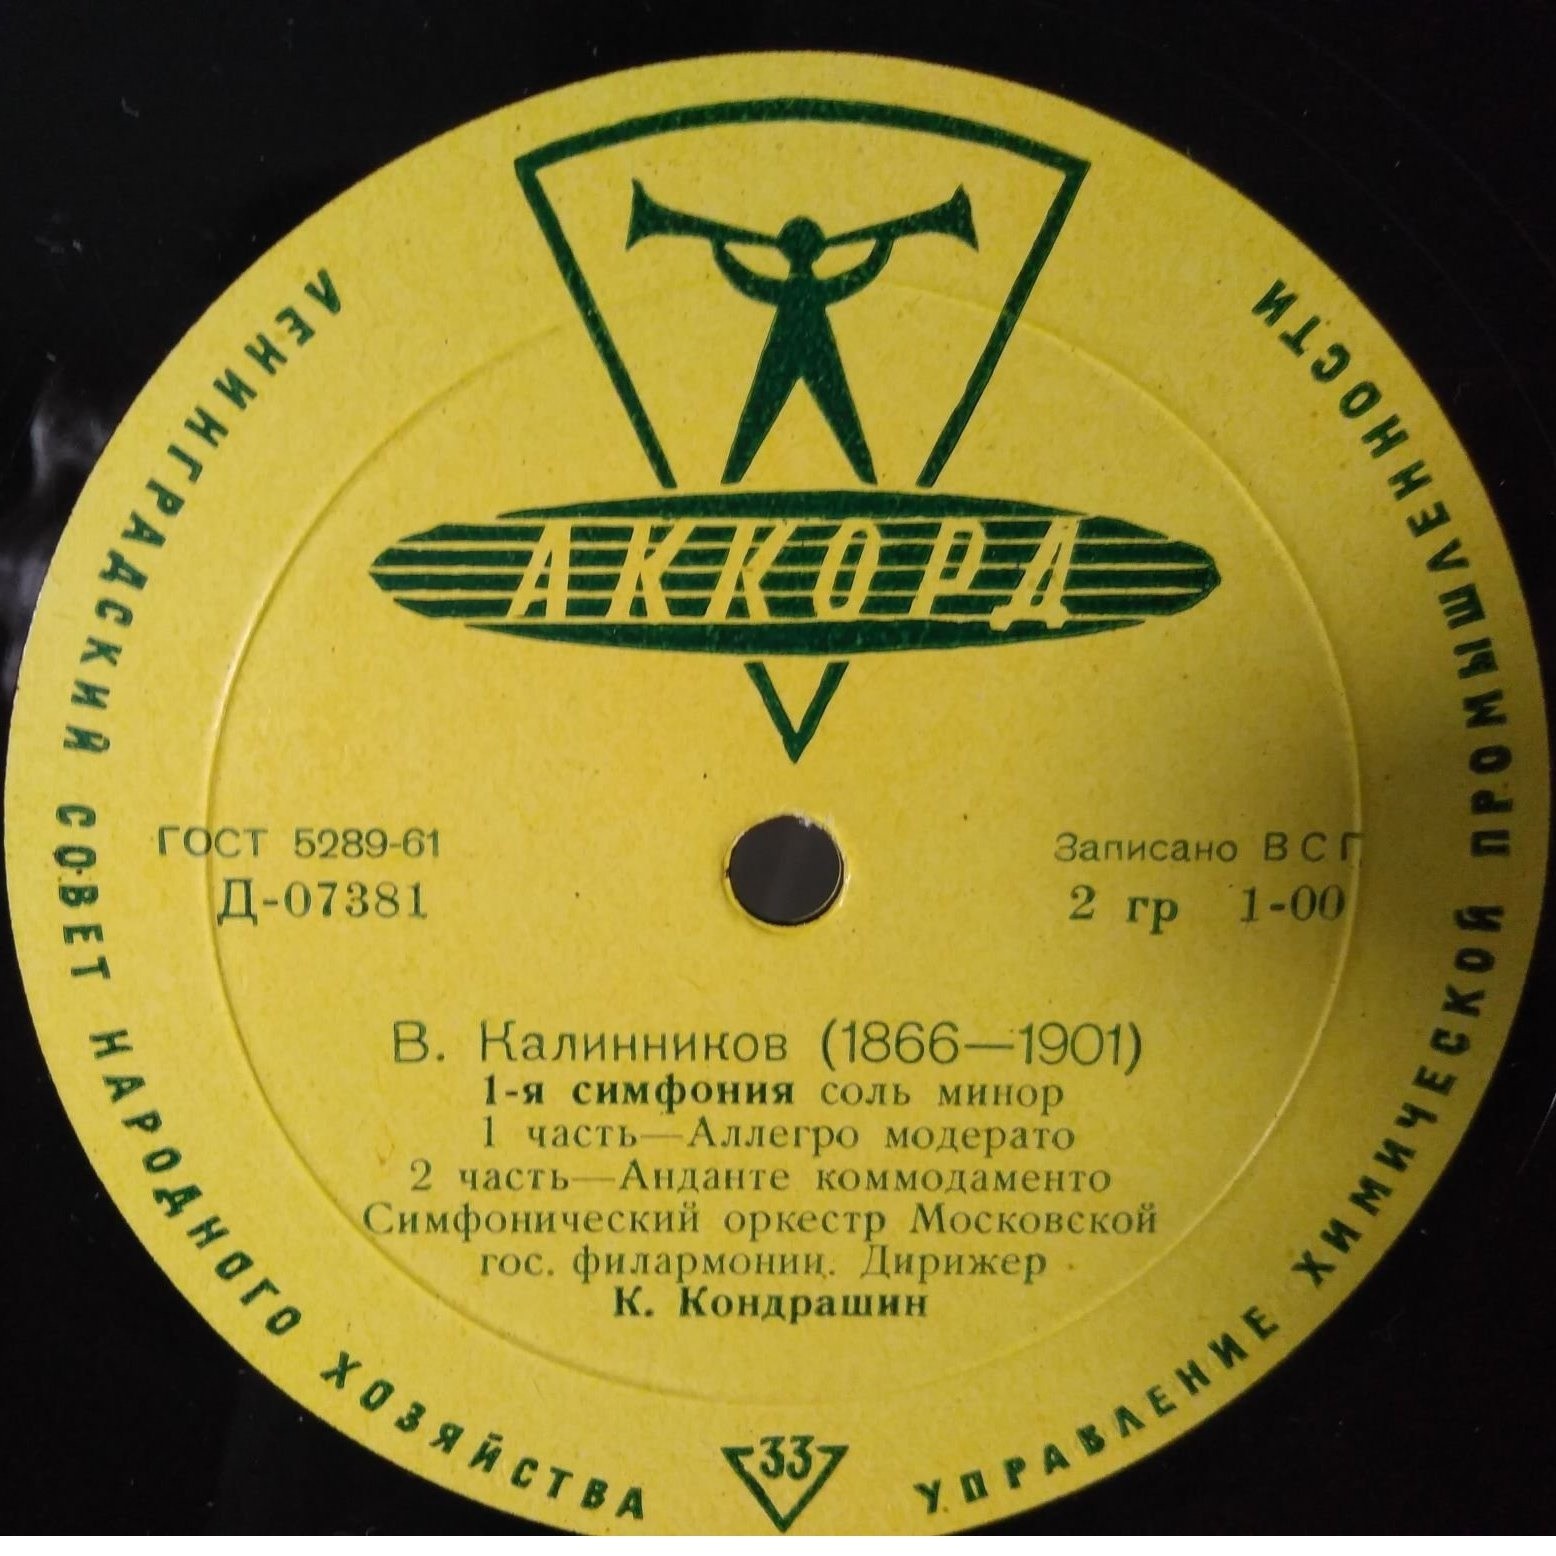 АККОРД
ЛЕНИНГРАДСКИЙ СОВЕТ НАРОДНОГО ХОЗЯЙСТВА
УПРАВЛЕНИЕ ХИМИЧЕСКОЙ ПРОМЫШЛЕННОСТИ
ГОСТ 5289-61
Д-07381
Записано ВСГ
2 гр 1-00
В. Калинников (1866—1901)
1-я симфония соль минор
1 часть—Аллегро модерато
2 часть—Анданте коммодаменто
Симфонический оркестр Московской
гос. филармонии. Дирижер
К. Кондрашин
33